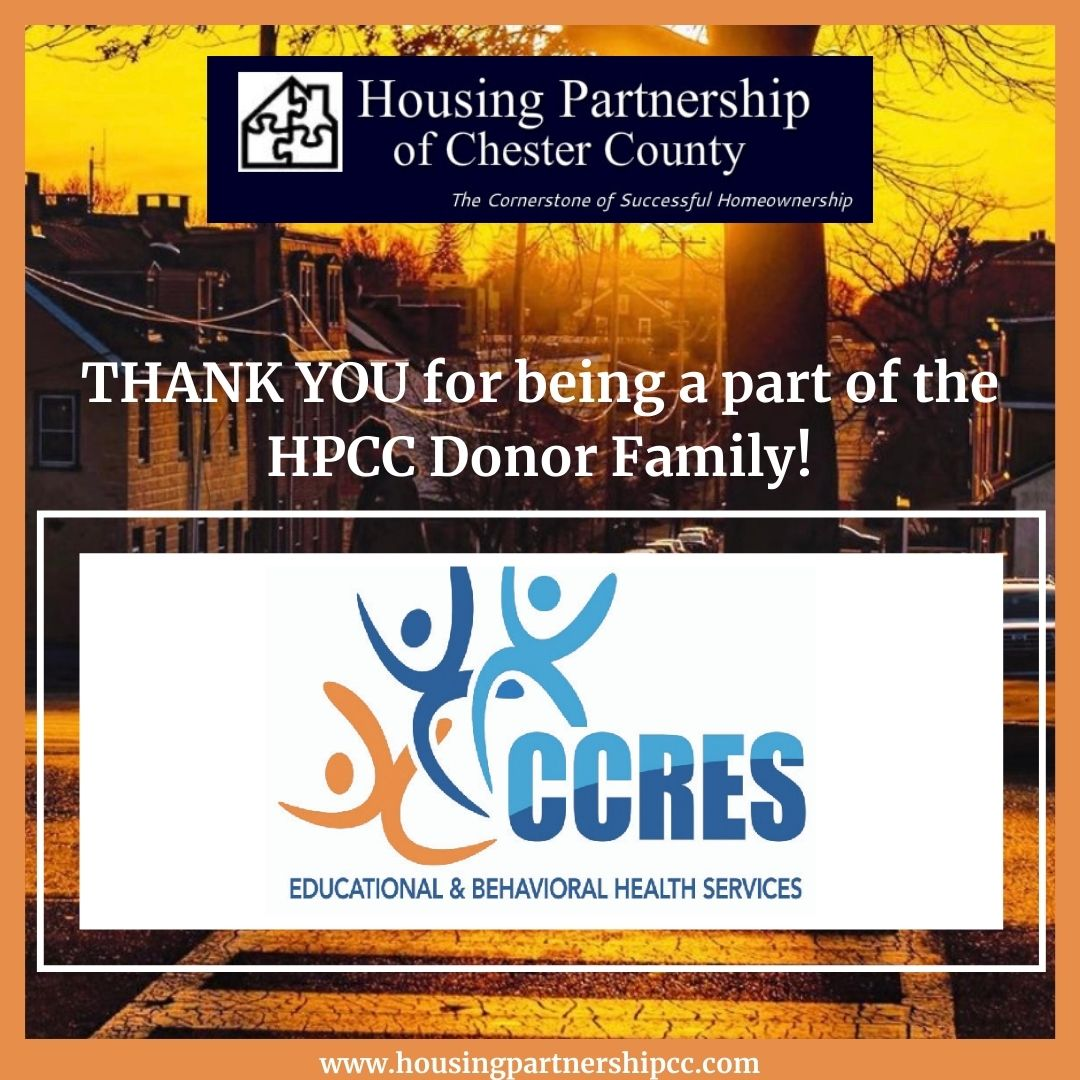 Housing Partnership
of Chester County
The Cornerstone of Successful Homeownership
THANK YOU for being a part of the
HPCC Donor Family!
CCRES
EDUCATIONAL & BEHAVIORAL HEALTH SERVICES
www.housingpartnershipcc.com